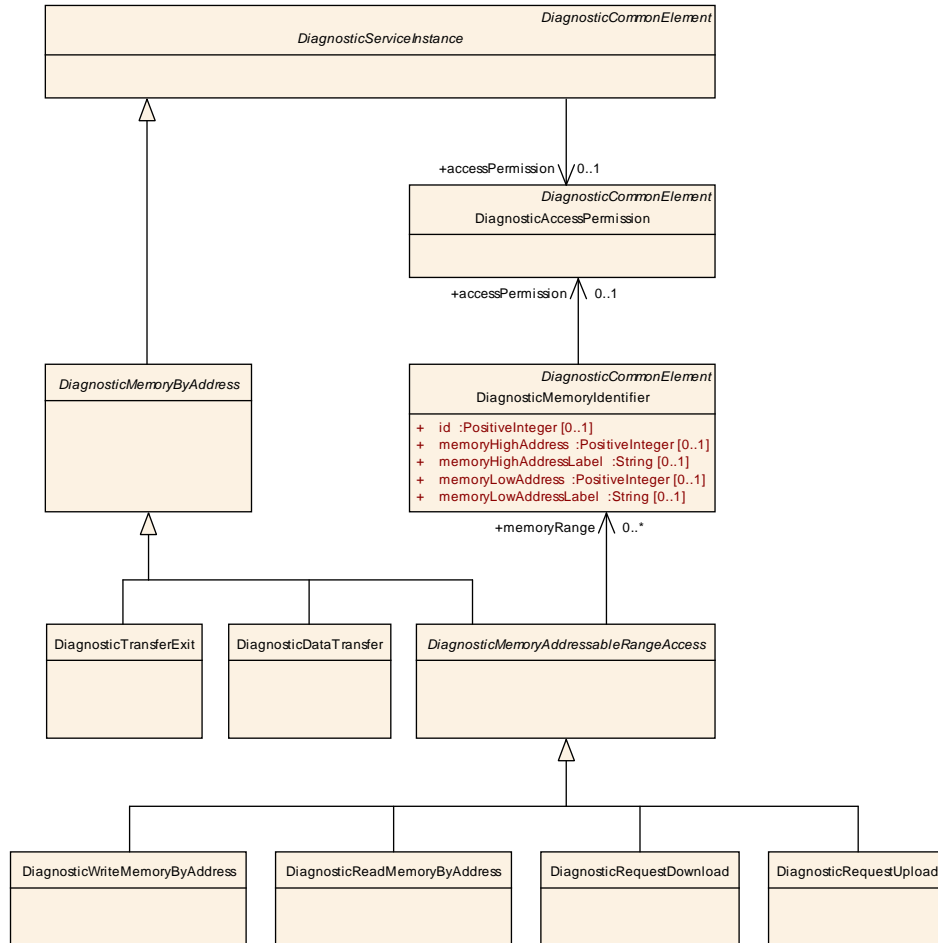 DiagnosticCommonElement
DiagnosticServiceInstance
+accessPermission 0..1
DiagnosticCommonElement
DiagnosticAccessPermission
+accessPermission 0..1
DiagnosticMemoryByAddress
DiagnosticCommonElement
DiagnosticMemoryIdentifier
+ id :PositiveInteger [0..1]
+ memoryHighAddress :PositiveInteger [0..1]
+ memoryHighAddressLabel :String [0..1]
+ memoryLowAddress :PositiveInteger [0..1]
+ memoryLowAddressLabel :String [0..1]
+memoryRange 0..*
DiagnosticTransferExit
DiagnosticDataTransfer
DiagnosticMemoryAddressableRangeAccess
DiagnosticWriteMemoryByAddress
DiagnosticReadMemoryByAddress
DiagnosticRequestDownload
DiagnosticRequestUpload